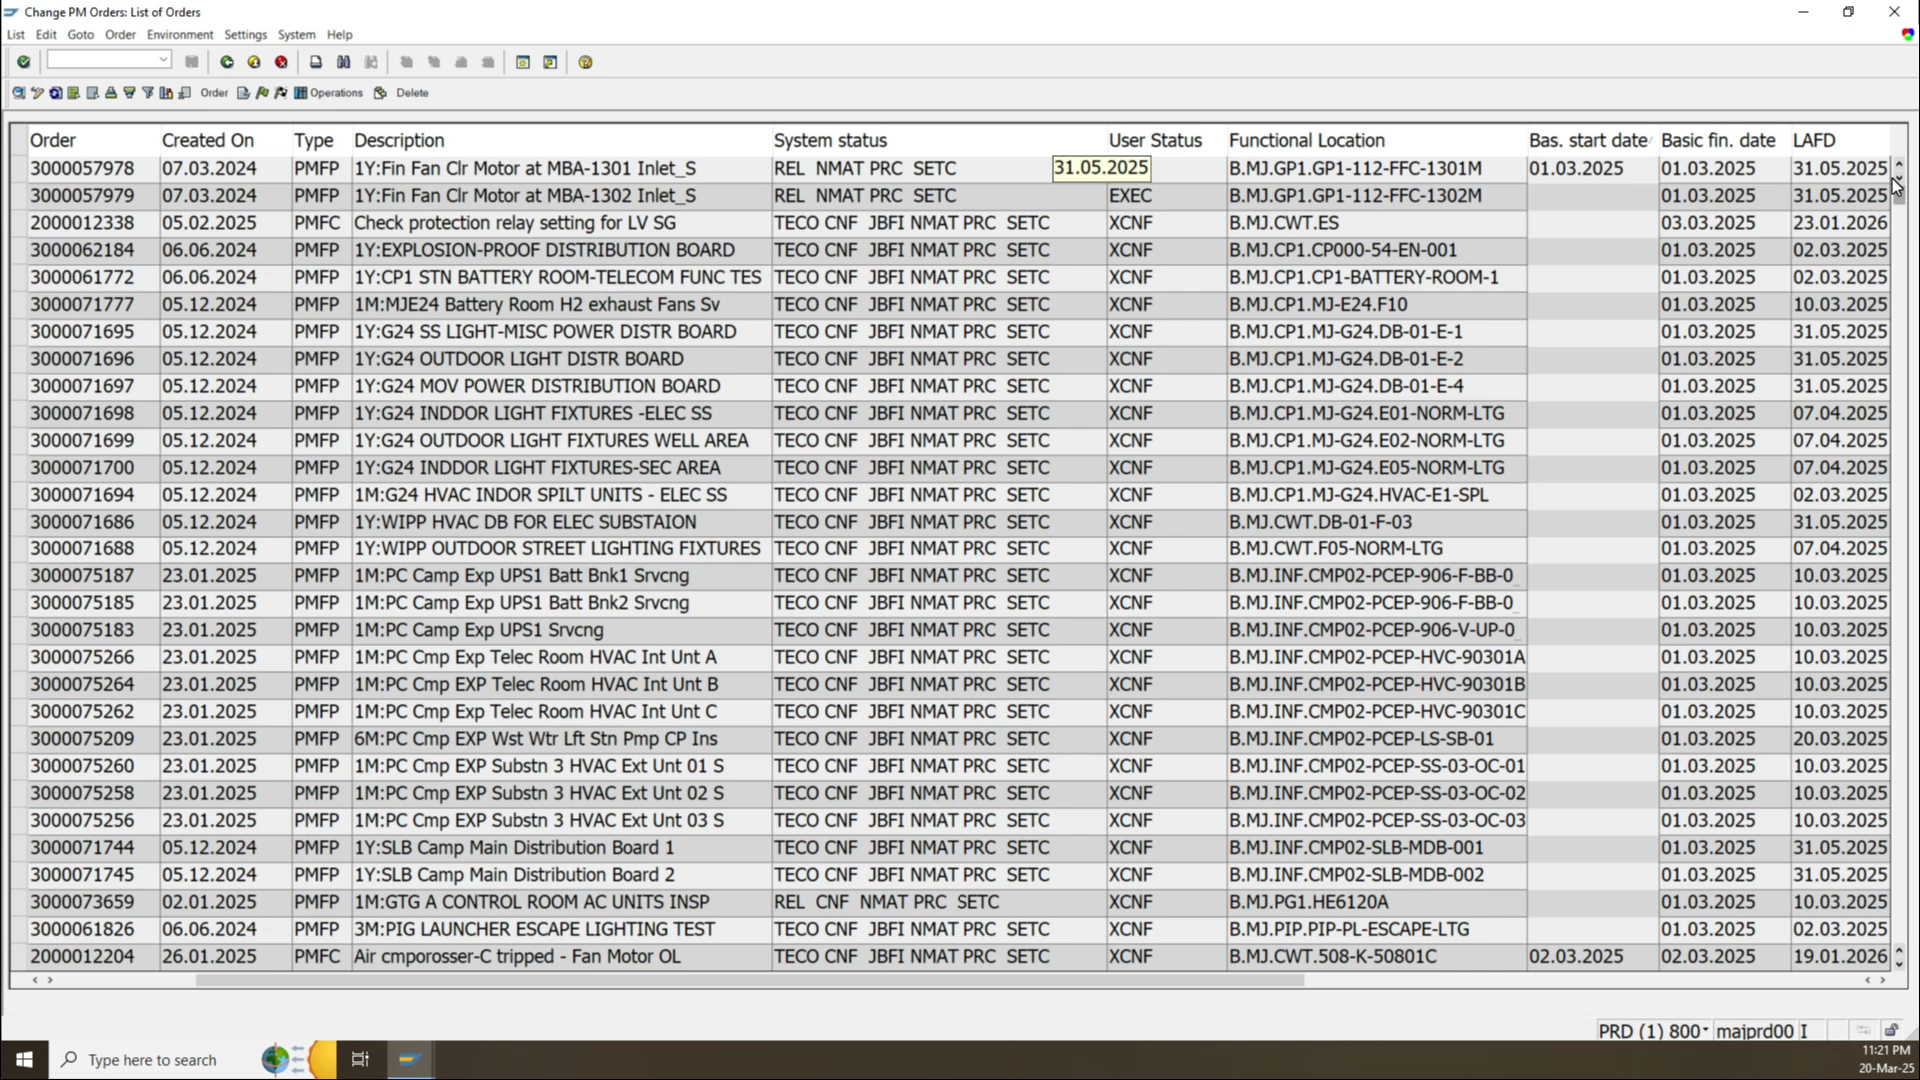 Change PM Orders: List of Orders
List Edit Goto Order Environment Settings System Help
Order Operations Delete
Order Created On Type Description System status User Status Functional Location Bas. start date Basic fin. date LAFD
3000057978 07.03.2024 PMFP 1Y:Fin Fan Clr Motor at MBA-1301 Inlet_S REL NMAT PRC SETC 31.05.2025 B.MJ.GP1.GP1-112-FFC-1301M 01.03.2025 01.03.2025 31.05.2025
3000057979 07.03.2024 PMFP 1Y:Fin Fan Clr Motor at MBA-1302 Inlet_S REL NMAT PRC SETC EXEC B.MJ.GP1.GP1-112-FFC-1302M 01.03.2025 31.05.2025
2000012338 05.02.2025 PMFC Check protection relay setting for LV SG TECO CNF JBFI NMAT PRC SETC XCNF B.MJ.CWT.ES 03.03.2025 23.01.2026
3000062184 06.06.2024 PMFP 1Y:EXPLOSION-PROOF DISTRIBUTION BOARD TECO CNF JBFI NMAT PRC SETC XCNF B.MJ.CP1.CP000-54-EN-001 01.03.2025 02.03.2025
3000061772 06.06.2024 PMFP 1Y:CP1 STN BATTERY ROOM-TELECOM FUNC TES TECO CNF JBFI NMAT PRC SETC XCNF B.MJ.CP1.CP1-BATTERY-ROOM-1 01.03.2025 02.03.2025
3000071777 05.12.2024 PMFP 1M:MJE24 Battery Room H2 exhaust Fans Sv TECO CNF JBFI NMAT PRC SETC XCNF B.MJ.CP1.MJ-E24.F10 01.03.2025 10.03.2025
3000071695 05.12.2024 PMFP 1Y:G24 SS LIGHT-MISC POWER DISTR BOARD TECO CNF JBFI NMAT PRC SETC XCNF B.MJ.CP1.MJ-G24.DB-01-E-1 01.03.2025 31.05.2025
3000071696 05.12.2024 PMFP 1Y:G24 OUTDOOR LIGHT DISTR BOARD TECO CNF JBFI NMAT PRC SETC XCNF B.MJ.CP1.MJ-G24.DB-01-E-2 01.03.2025 31.05.2025
3000071697 05.12.2024 PMFP 1Y:G24 MOV POWER DISTRIBUTION BOARD TECO CNF JBFI NMAT PRC SETC XCNF B.MJ.CP1.MJ-G24.DB-01-E-4 01.03.2025 31.05.2025
3000071698 05.12.2024 PMFP 1Y:G24 INDDOR LIGHT FIXTURES -ELEC SS TECO CNF JBFI NMAT PRC SETC XCNF B.MJ.CP1.MJ-G24.E01-NORM-LTG 01.03.2025 07.04.2025
3000071699 05.12.2024 PMFP 1Y:G24 OUTDOOR LIGHT FIXTURES WELL AREA TECO CNF JBFI NMAT PRC SETC XCNF B.MJ.CP1.MJ-G24.E02-NORM-LTG 01.03.2025 07.04.2025
3000071700 05.12.2024 PMFP 1Y:G24 INDDOR LIGHT FIXTURES-SEC AREA TECO CNF JBFI NMAT PRC SETC XCNF B.MJ.CP1.MJ-G24.E05-NORM-LTG 01.03.2025 07.04.2025
3000071694 05.12.2024 PMFP 1M:G24 HVAC INDOR SPILT UNITS - ELEC SS TECO CNF JBFI NMAT PRC SETC XCNF B.MJ.CP1.MJ-G24.HVAC-E1-SPL 01.03.2025 02.03.2025
3000071686 05.12.2024 PMFP 1Y:WIPP HVAC DB FOR ELEC SUBSTAION TECO CNF JBFI NMAT PRC SETC XCNF B.MJ.CWT.DB-01-F-03 01.03.2025 31.05.2025
3000071688 05.12.2024 PMFP 1Y:WIPP OUTDOOR STREET LIGHTING FIXTURES TECO CNF JBFI NMAT PRC SETC XCNF B.MJ.CWT.F05-NORM-LTG 01.03.2025 07.04.2025
3000075187 23.01.2025 PMFP 1M:PC Camp Exp UPS1 Batt Bnk1 Srvcng TECO CNF JBFI NMAT PRC SETC XCNF B.MJ.INF.CMP02-PCEP-906-F-BB-0_ 01.03.2025 10.03.2025
3000075185 23.01.2025 PMFP 1M:PC Camp Exp UPS1 Batt Bnk2 Srvcng TECO CNF JBFI NMAT PRC SETC XCNF B.MJ.INF.CMP02-PCEP-906-F-BB-0_ 01.03.2025 10.03.2025
3000075183 23.01.2025 PMFP 1M:PC Camp Exp UPS1 Srvcng TECO CNF JBFI NMAT PRC SETC XCNF B.MJ.INF.CMP02-PCEP-906-V-UP-0_ 01.03.2025 10.03.2025
3000075266 23.01.2025 PMFP 1M:PC Cmp Exp Telec Room HVAC Int Unt A TECO CNF JBFI NMAT PRC SETC XCNF B.MJ.INF.CMP02-PCEP-HVC-90301A 01.03.2025 10.03.2025
3000075264 23.01.2025 PMFP 1M:PC Cmp EXP Telec Room HVAC Int Unt B TECO CNF JBFI NMAT PRC SETC XCNF B.MJ.INF.CMP02-PCEP-HVC-90301B 01.03.2025 10.03.2025
3000075262 23.01.2025 PMFP 1M:PC Cmp Exp Telec Room HVAC Int Unt C TECO CNF JBFI NMAT PRC SETC XCNF B.MJ.INF.CMP02-PCEP-HVC-90301C 01.03.2025 10.03.2025
3000075209 23.01.2025 PMFP 6M:PC Cmp EXP Wst Wtr Lft Stn Pmp CP Ins TECO CNF JBFI NMAT PRC SETC XCNF B.MJ.INF.CMP02-PCEP-LS-SB-01 01.03.2025 20.03.2025
3000075260 23.01.2025 PMFP 1M:PC Cmp EXP Substn 3 HVAC Ext Unt 01 S TECO CNF JBFI NMAT PRC SETC XCNF B.MJ.INF.CMP02-PCEP-SS-03-OC-01 01.03.2025 10.03.2025
3000075258 23.01.2025 PMFP 1M:PC Cmp EXP Substn 3 HVAC Ext Unt 02 S TECO CNF JBFI NMAT PRC SETC XCNF B.MJ.INF.CMP02-PCEP-SS-03-OC-02 01.03.2025 10.03.2025
3000075256 23.01.2025 PMFP 1M:PC Cmp EXP Substn 3 HVAC Ext Unt 03 S TECO CNF JBFI NMAT PRC SETC XCNF B.MJ.INF.CMP02-PCEP-SS-03-OC-03 01.03.2025 10.03.2025
3000071744 05.12.2024 PMFP 1Y:SLB Camp Main Distribution Board 1 TECO CNF JBFI NMAT PRC SETC XCNF B.MJ.INF.CMP02-SLB-MDB-001 01.03.2025 31.05.2025
3000071745 05.12.2024 PMFP 1Y:SLB Camp Main Distribution Board 2 TECO CNF JBFI NMAT PRC SETC XCNF B.MJ.INF.CMP02-SLB-MDB-002 01.03.2025 31.05.2025
3000073659 02.01.2025 PMFP 1M:GTG A CONTROL ROOM AC UNITS INSP REL CNF NMAT PRC SETC XCNF B.MJ.PG1.HE6120A 01.03.2025 10.03.2025
3000061826 06.06.2024 PMFP 3M:PIG LAUNCHER ESCAPE LIGHTING TEST TECO CNF JBFI NMAT PRC SETC XCNF B.MJ.PIP.PIP-PL-ESCAPE-LTG 01.03.2025 02.03.2025
2000012204 26.01.2025 PMFC Air cmporosser-C tripped - Fan Motor OL TECO CNF JBFI NMAT PRC SETC XCNF B.MJ.CWT.508-K-50801C 02.03.2025 02.03.2025 19.01.2026
PRD (1) 800 majprd00 I
Type here to search
11:21 PM
20-Mar-25